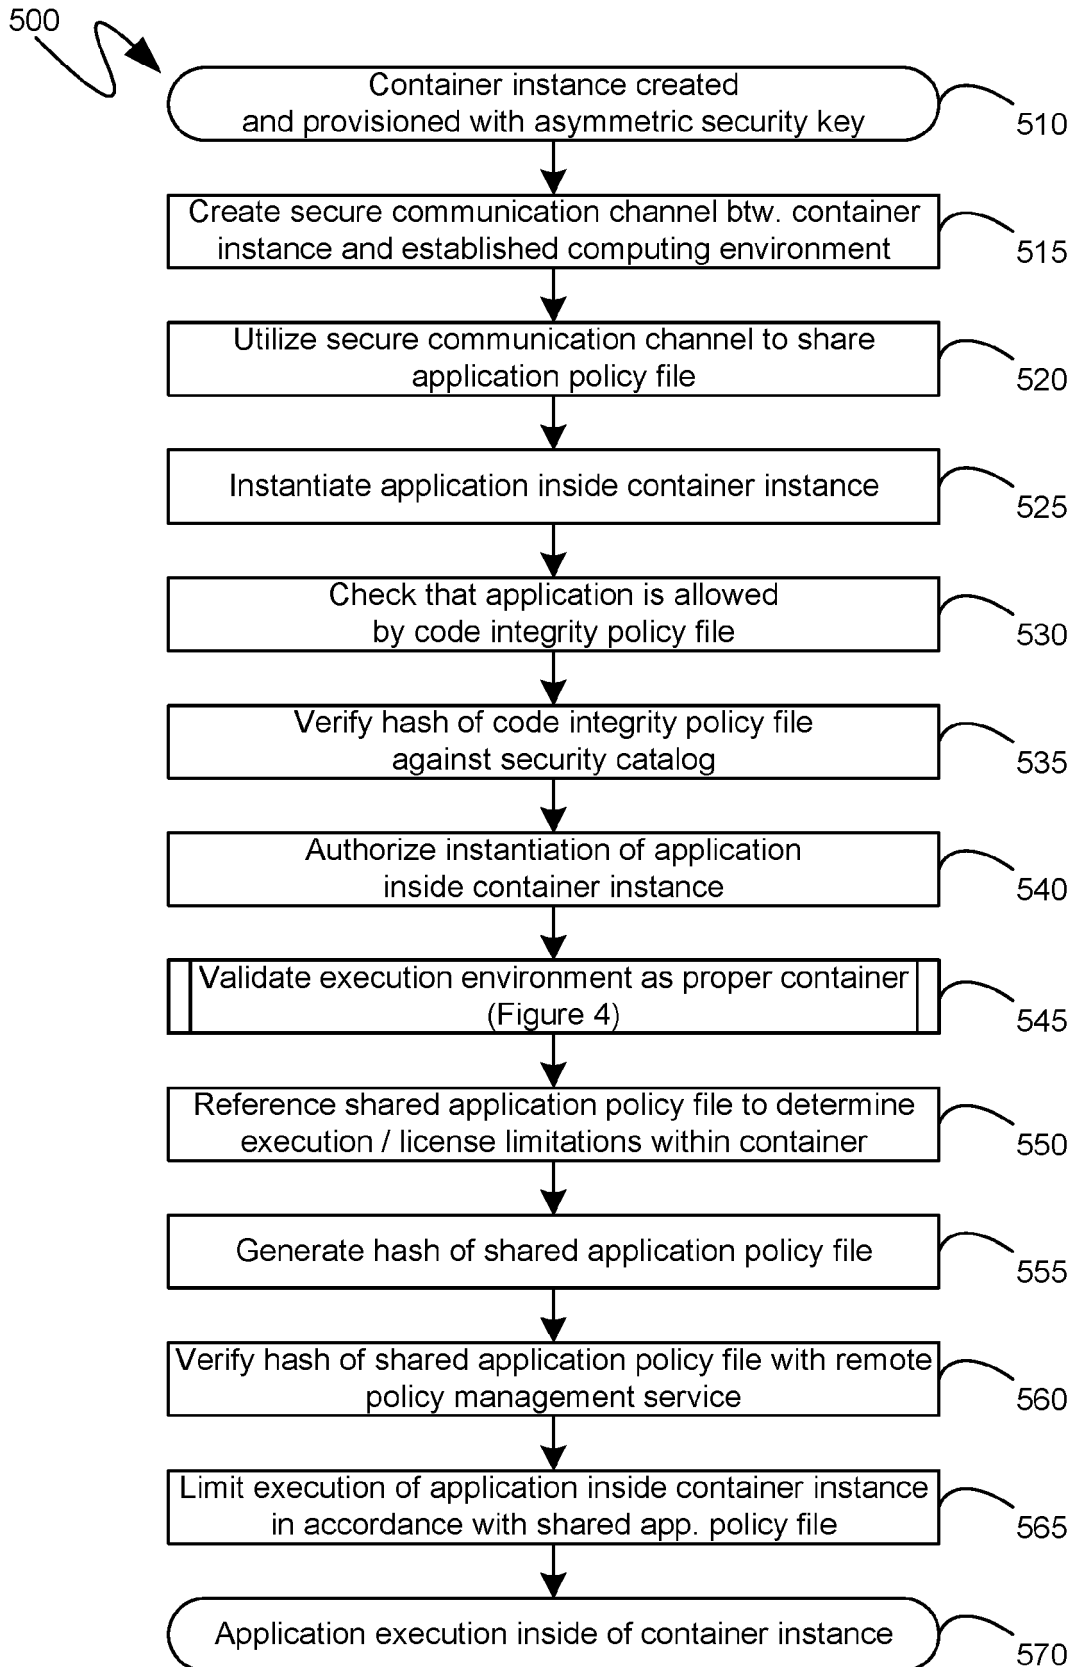 500
Container instance created
and provisioned with asymmetric security key
510
Create secure communication channel btw. container
instance and established computing environment
515
Utilize secure communication channel to share
application policy file
520
Instantiate application inside container instance
525
Check that application is allowed
by code integrity policy file
530
Verify hash of code integrity policy file
against security catalog
535
Authorize instantiation of application
inside container instance
540
Validate execution environment as proper container
(Figure 4)
545
Reference shared application policy file to determine
execution / license limitations within container
550
Generate hash of shared application policy file
555
Verify hash of shared application policy file with remote
policy management service
560
Limit execution of application inside container instance
in accordance with shared app. policy file
565
Application execution inside of container instance
570